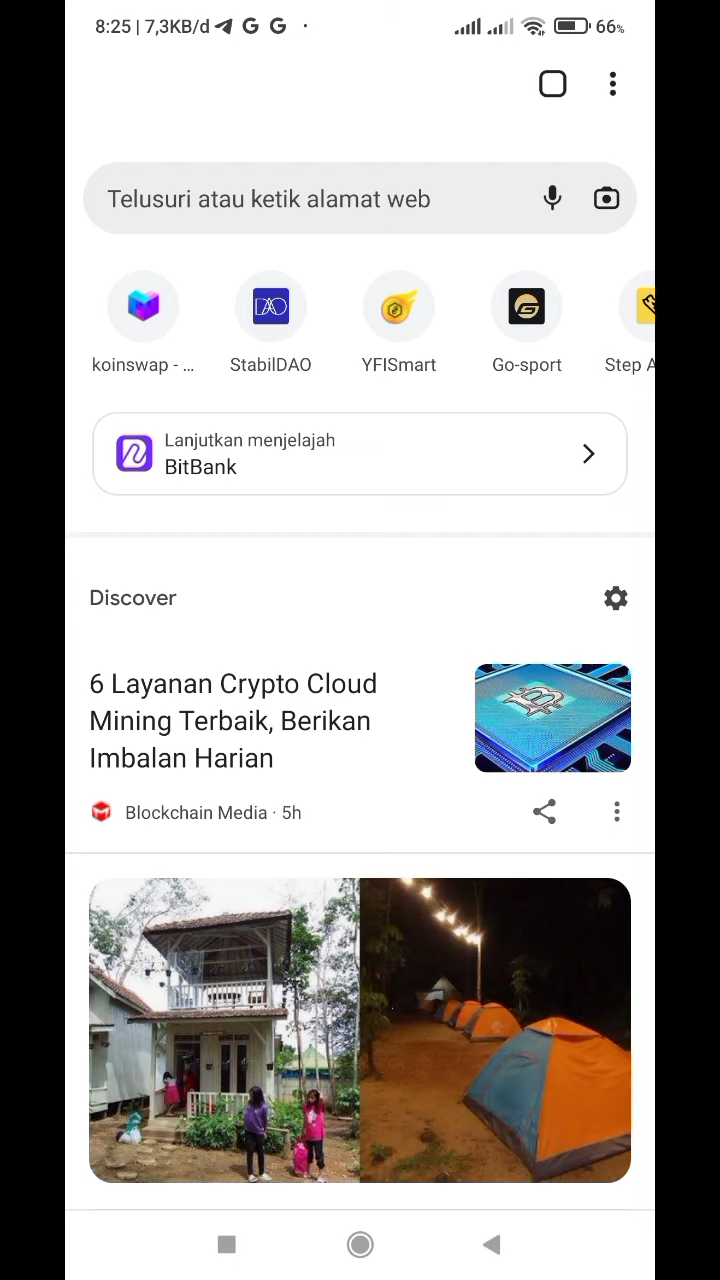 8:25 | 7,3KB/d
66%
Telusuri atau ketik alamat web
koinswap - ...
StabilDAO
YFISmart
Go-sport
Step A
Lanjutkan menjelajah
BitBank
Discover
6 Layanan Crypto Cloud
Mining Terbaik, Berikan
Imbalan Harian
Blockchain Media · 5h